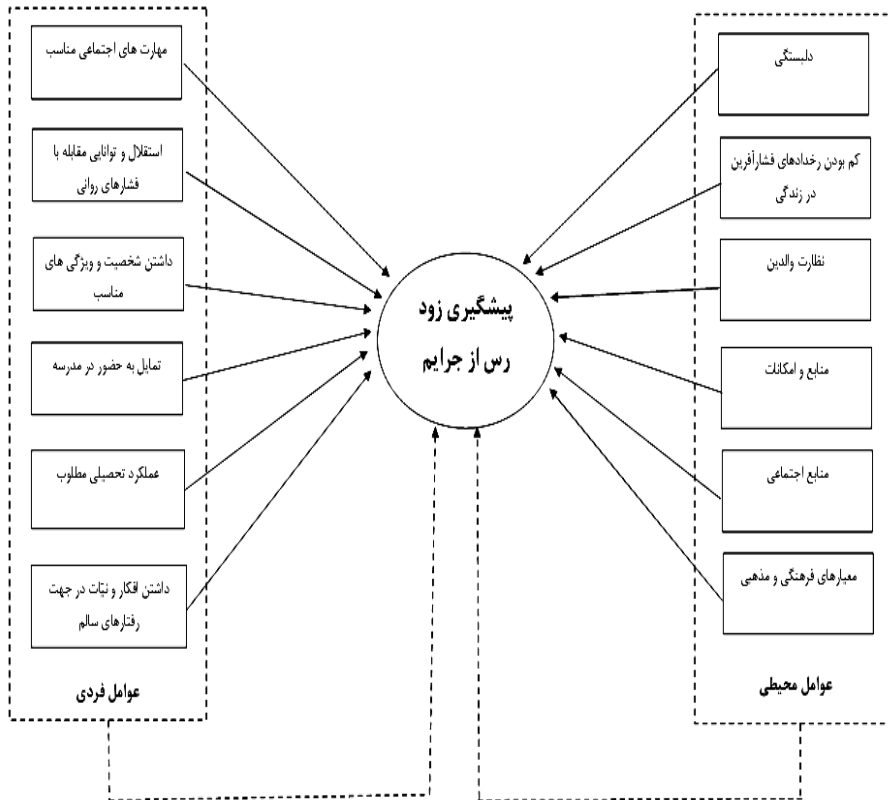 دلبستگی
کم بودن رخدادهای فشارآفرین
در زندگی
نظارت والدین
منابع و امکانات
منابع اجتماعی
معیارهای فرهنگی و مذهبی
عوامل محیطی
پیشگیری زود
رس از جرایم
مهارت های اجتماعی مناسب
استقلال و توانایی مقابله با
فشارهای روانی
داشتن شخصیت و ویژگی های
مناسب
تمایل به حضور در مدرسه
عملکرد تحصیلی مطلوب
داشتن افکار و نیّات در جهت
رفتارهای سالم
عوامل فردی